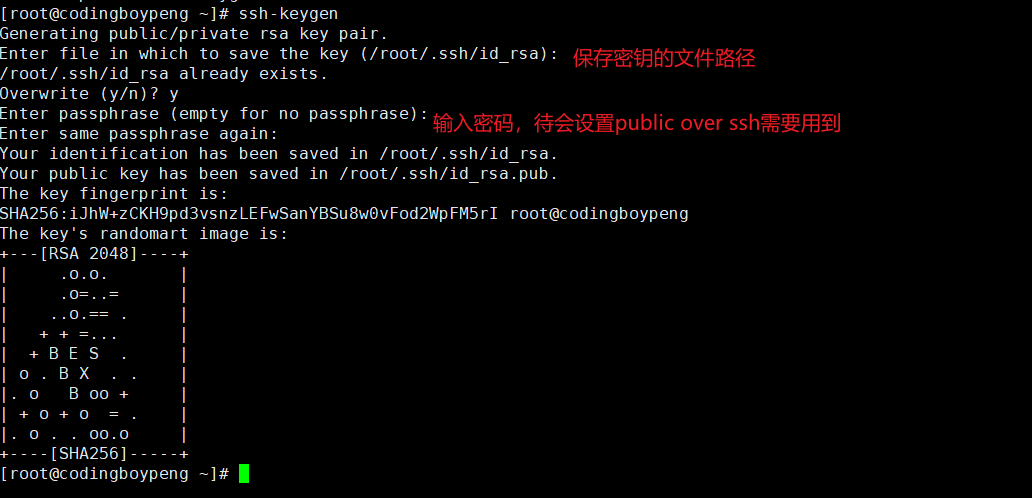 [root@codingboypeng ~]# ssh-keygen
Generating public/private rsa key pair.
Enter file in which to save the key (/root/.ssh/id_rsa): 保存密钥的文件路径
/root/.ssh/id_rsa already exists.
Overwrite (y/n)? y
Enter passphrase (empty for no passphrase): 输入密码，待会设置public over ssh需要用到
Enter same passphrase again:
Your identification has been saved in /root/.ssh/id_rsa.
Your public key has been saved in /root/.ssh/id_rsa.pub.
The key fingerprint is:
SHA256:iJhW+zCKH9pd3vsnzLEFwSanYBSu8w0vFod2WpFM5rI root@codingboypeng
The key's randomart image is:
+---[RSA 2048]----+
|     .o.o.       |
|     .o=..=      |
|    ..o.== .     |
|   + + =...      |
|  + B E S  .     |
| o . B X  . .    |
|. o   B oo +     |
| + o + o  = .    |
|. o . . oo.o     |
+----[SHA256]-----+
[root@codingboypeng ~]#